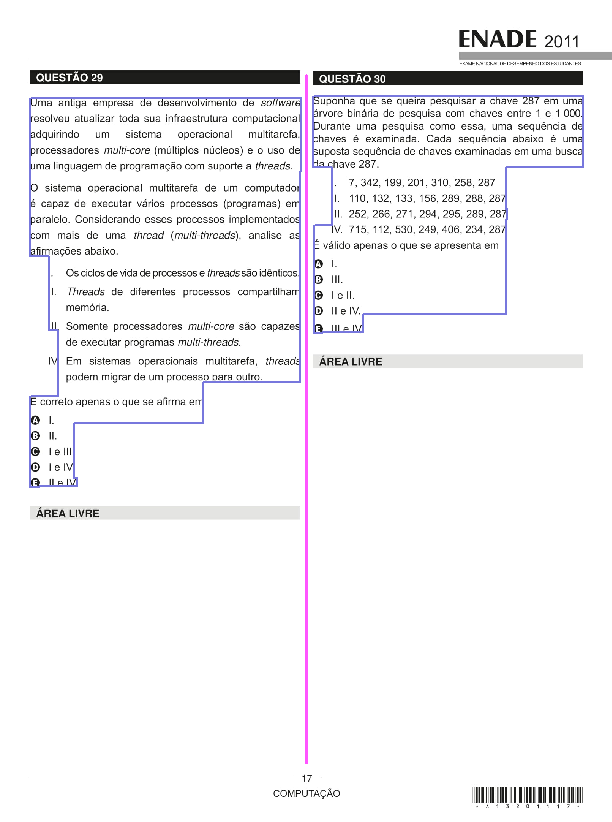 ENADE 2011
EXAME NACIONAL DE DESEMPENHO DOS ESTUDANTES
QUESTÃO 29
Uma antiga empresa de desenvolvimento de software
resolveu atualizar toda sua infraestrutura computacional
adquirindo um sistema operacional multitarefa,
processadores multi-core (múltiplos núcleos) e o uso de
uma linguagem de programação com suporte a threads.
O sistema operacional multitarefa de um computador
é capaz de executar vários processos (programas) em
paralelo. Considerando esses processos implementados
com mais de uma thread (multi-threads), analise as
afirmações abaixo.
I. Os ciclos de vida de processos e threads são idênticos.
II. Threads de diferentes processos compartilham
memória.
III. Somente processadores multi-core são capazes
de executar programas multi-threads.
IV. Em sistemas operacionais multitarefa, threads
podem migrar de um processo para outro.
É correto apenas o que se afirma em
A I.
B II.
C I e III.
D I e IV.
E II e IV.
ÁREA LIVRE
QUESTÃO 30
Suponha que se queira pesquisar a chave 287 em uma
árvore binária de pesquisa com chaves entre 1 e 1 000.
Durante uma pesquisa como essa, uma sequência de
chaves é examinada. Cada sequência abaixo é uma
suposta sequência de chaves examinadas em uma busca
da chave 287.
I. 7, 342, 199, 201, 310, 258, 287
II. 110, 132, 133, 156, 289, 288, 287
III. 252, 266, 271, 294, 295, 289, 287
IV. 715, 112, 530, 249, 406, 234, 287
É válido apenas o que se apresenta em
A I.
B III.
C I e II.
D II e IV.
E III e IV.
ÁREA LIVRE
17
COMPUTAÇÃO